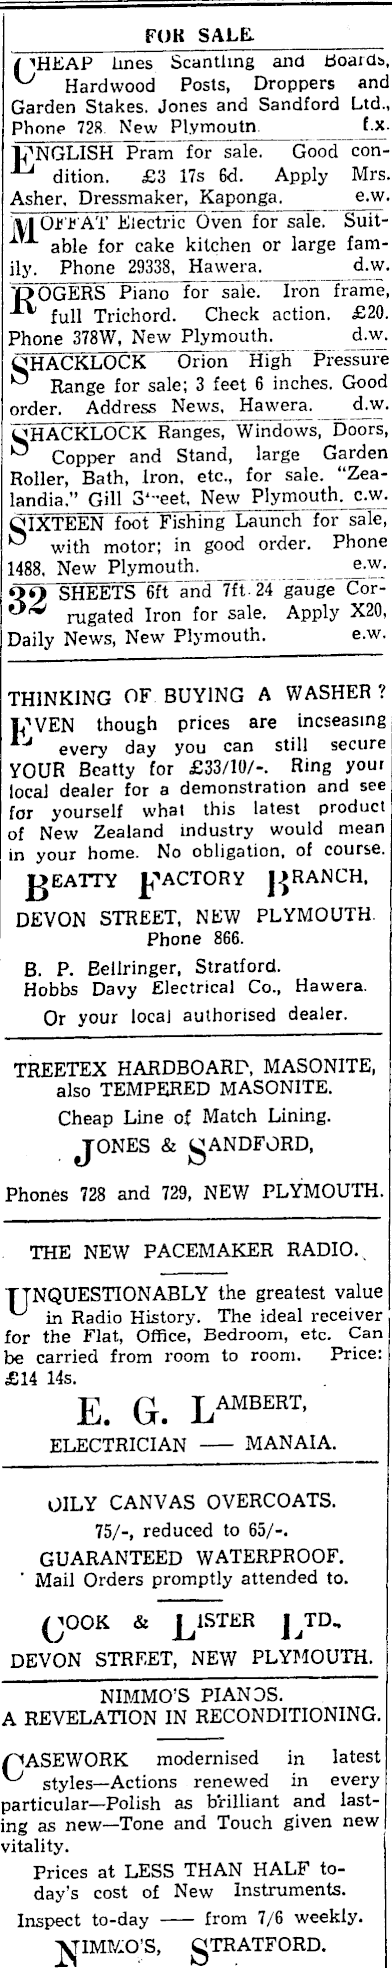 FOR SALE
CHEAP lines Scantling and Boards,
Hardwood Posts, Droppers and
Garden Stakes. Jones and Sandford Ltd.,
Phone 728. New Plymouth. f.x.
ENGLISH Pram for sale. Good con-
dition. £3 17s 6d. Apply Mrs.
Asher, Dressmaker, Kaponga. e.w.
MOFFAT Electric Oven for sale. Suit-
able for cake kitchen or large fam-
ily. Phone 29338, Hawera. d.w.
ROGERS Piano for sale. Iron frame,
full Trichord. Check action. £20.
Phone 378W, New Plymouth. d.w.
SHACKLOCK Orion High Pressure
Range for sale; 3 feet 6 inches. Good
order. Address News, Hawera. d.w.
SHACKLOCK Ranges, Windows, Doors,
Copper and Stand, large Garden
Roller, Bath, Iron, etc., for sale. "Zea-
landia," Gill Street, New Plymouth. c.w.
SIXTEEN foot Fishing Launch for sale,
with motor; in good order. Phone
1488, New Plymouth. e.w.
32 SHEETS 6ft and 7ft. 24 gauge Cor-
rugated Iron for sale. Apply X20,
Daily News, New Plymouth. e.w.
THINKING OF BUYING A WASHER?
EVEN though prices are incseasing
every day you can still secure
YOUR Beatty for £33/10/-. Ring your
local dealer for a demonstration and see
for yourself what this latest product
of New Zealand industry would mean
in your home. No obligation, of course.
BEATTY FACTORY BRANCH,
DEVON STREET, NEW PLYMOUTH.
Phone 866.
B. P. Bellringer, Stratford.
Hobbs Davy Electrical Co., Hawera.
Or your local authorised dealer.
TREETEX HARDBOARD, MASONITE,
also TEMPERED MASONITE.
Cheap Line of Match Lining.
JONES & SANDFORD,
Phones 728 and 729, NEW PLYMOUTH.
THE NEW PACEMAKER RADIO.
UNQUESTIONABLY the greatest value
in Radio History. The ideal receiver
for the Flat, Office, Bedroom, etc. Can
be carried from room to room. Price:
£14 14s.
E. G. LAMBERT,
ELECTRICIAN — MANAIA.
OILY CANVAS OVERCOATS.
75/-, reduced to 65/-.
GUARANTEED WATERPROOF.
Mail Orders promptly attended to.
COOK & LISTER LTD.,
DEVON STREET, NEW PLYMOUTH.
NIMMO'S PIANOS.
A REVELATION IN RECONDITIONING.
CASEWORK modernised in latest
styles—Actions renewed in every
particular—Polish as brilliant and last-
ing as new—Tone and Touch given new
vitality.
Prices at LESS THAN HALF to-
day's cost of New Instruments.
Inspect to-day — from 7/6 weekly.
NIMMO'S, STRATFORD.